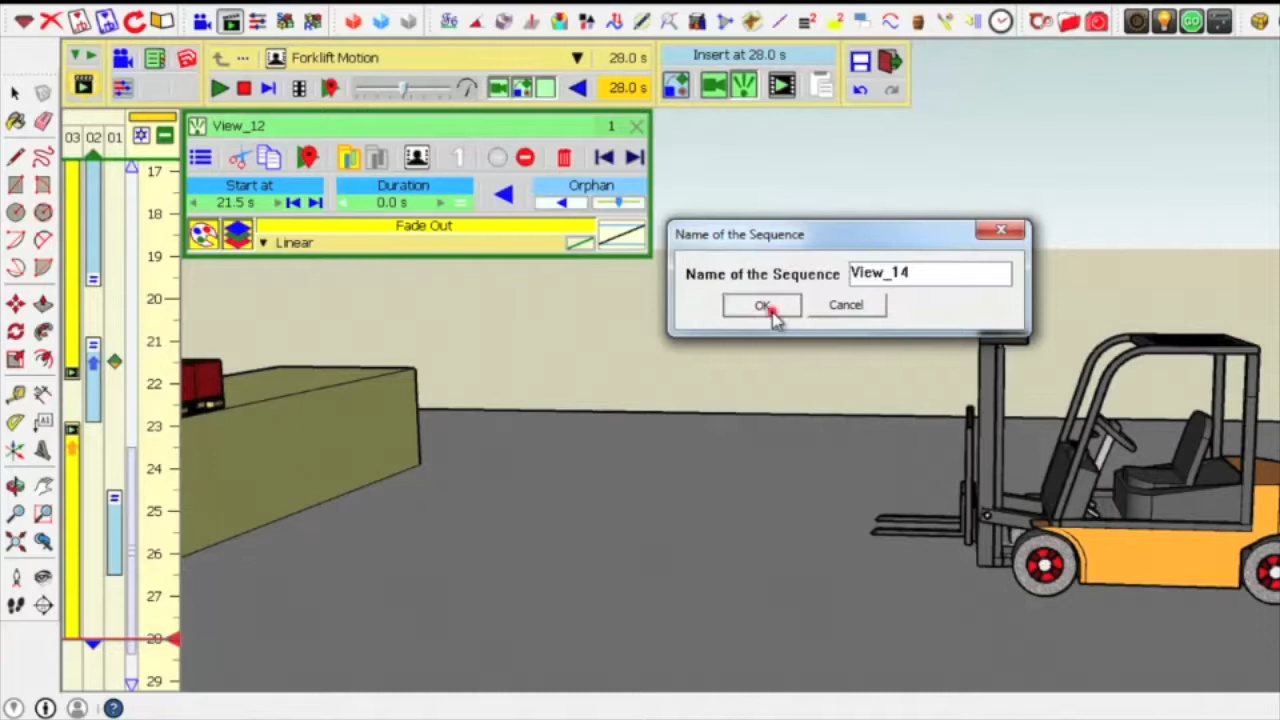 Forklift Motion
28.0 s
Insert at 28.0 s
28.0 s
View_12
1
03 02 01
1
Start at
Duration
Orphan
21.5 s
0.0 s
Fade Out
Linear
Name of the Sequence
Name of the Sequence
View_14
OK
Cancel
17
18
19
20
21
22
23
24
25
26
27
28
29
A1